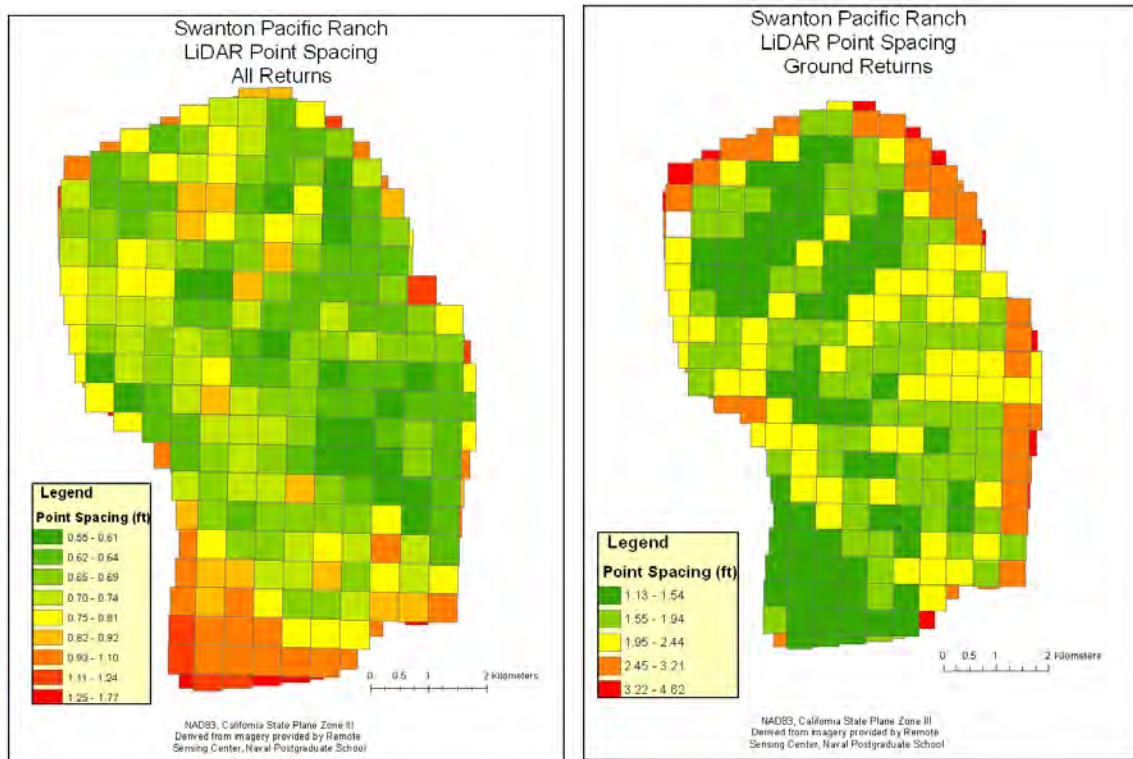 Swanton Pacific Ranch
LiDAR Point Spacing
All Returns
Legend
Point Spacing (ft)
0.55 - 0.61
0.62 - 0.64
0.65 - 0.69
0.70 - 0.74
0.75 - 0.81
0.82 - 0.92
0.93 - 1.10
1.11 - 1.24
1.25 - 1.77
0 0.5 1 2 Kilometers
NAD83, California State Plane Zone III
Derived from imagery provided by Remote
Sensing Center, Naval Postgraduate School
Swanton Pacific Ranch
LiDAR Point Spacing
Ground Returns
Legend
Point Spacing (ft)
1.13 - 1.54
1.55 - 1.94
1.95 - 2.44
2.45 - 3.21
3.22 - 4.62
0 0.5 1 2 Kilometers
NAD83, California State Plane Zone III
Derived from imagery provided by Remote
Sensing Center, Naval Postgraduate School